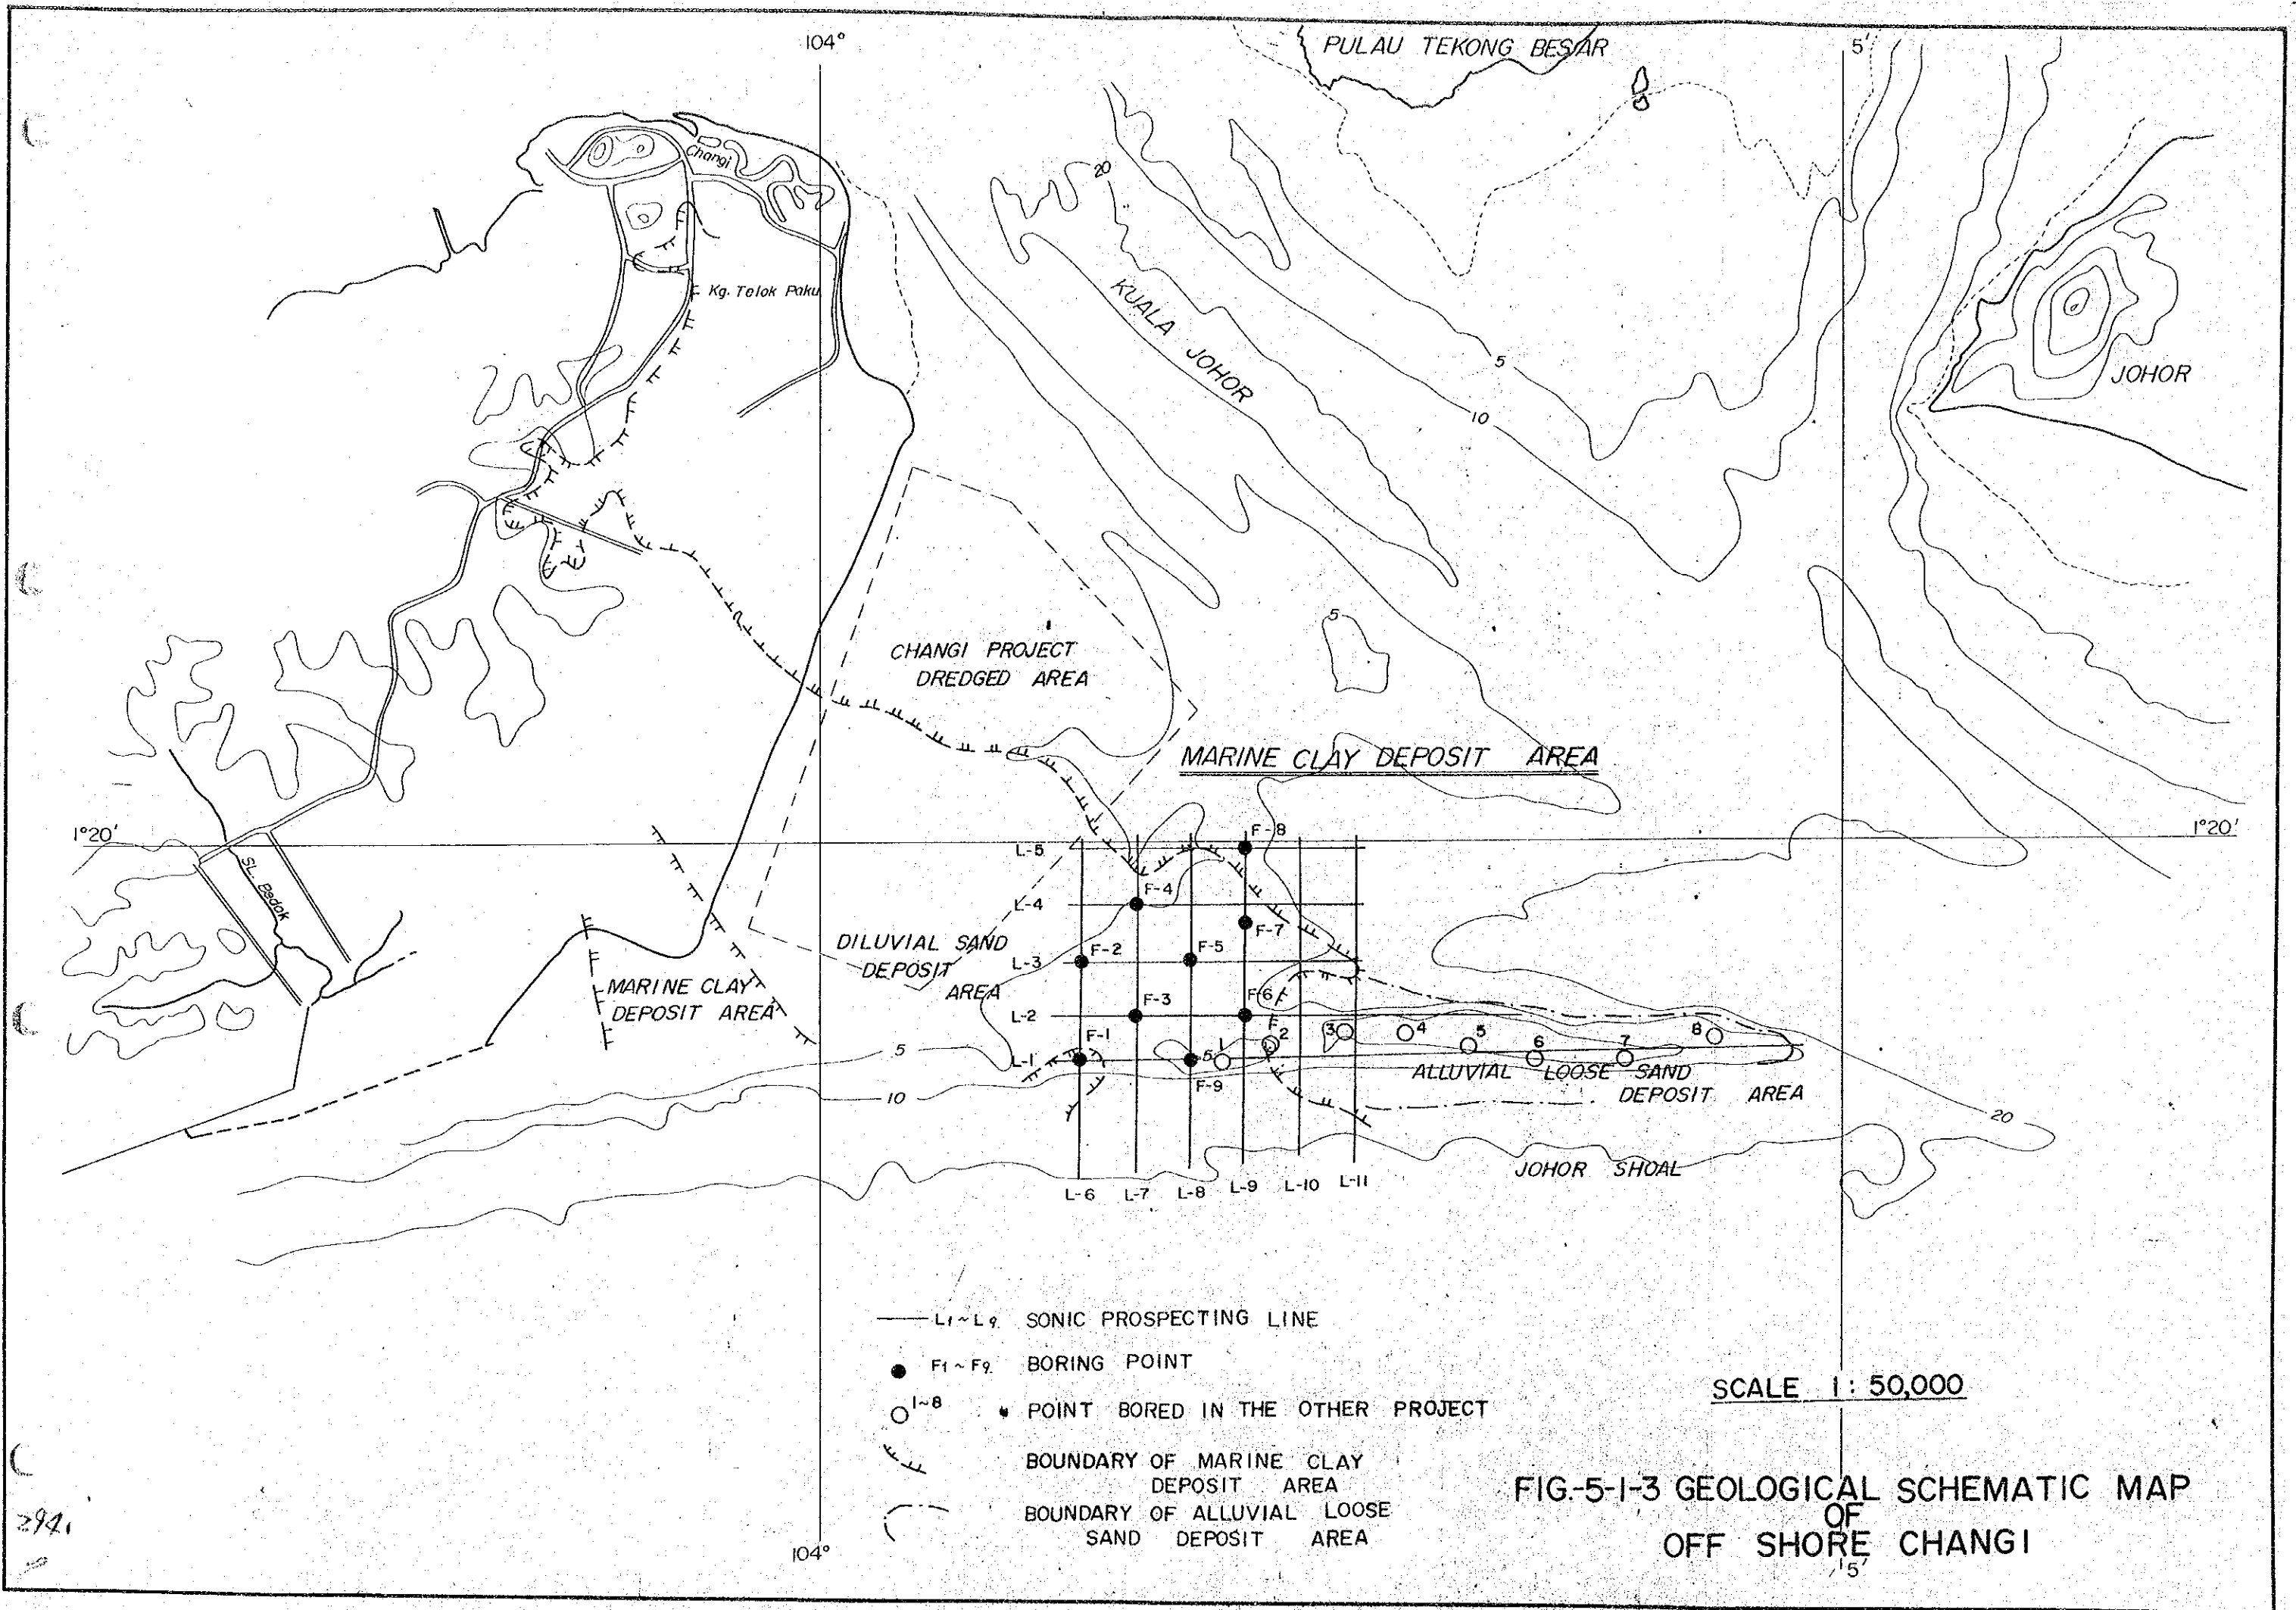 104°
PULAU TEKONG BESAR
5'
Changi
20
Kg. Telok Paku
KUALA JOHOR
5
10
JOHOR
5
CHANGI PROJECT
DREDGED AREA
MARINE CLAY DEPOSIT AREA
1°20'
1°20'
SL. Bedok
F-8
L-5
F-4
L-4
F-7
DILUVIAL SAND
DEPOSIT
AREA
F-2
F-5
L-3
MARINE CLAY
DEPOSIT AREA
F-3
F-6
L-2
F-1
1
2
3
4
5
6
7
8
5
L-1
5
F-9
ALLUVIAL LOOSE SAND
DEPOSIT AREA
10
20
JOHOR SHOAL
L-6 L-7 L-8 L-9 L-10 L-11
L1~L9. SONIC PROSPECTING LINE
F1~F9. BORING POINT
1~8 POINT BORED IN THE OTHER PROJECT
BOUNDARY OF MARINE CLAY
DEPOSIT AREA
BOUNDARY OF ALLUVIAL LOOSE
SAND DEPOSIT AREA
SCALE 1:50,000
FIG.-5-1-3 GEOLOGICAL SCHEMATIC MAP
OF
OFF SHORE CHANGI
104°
5'